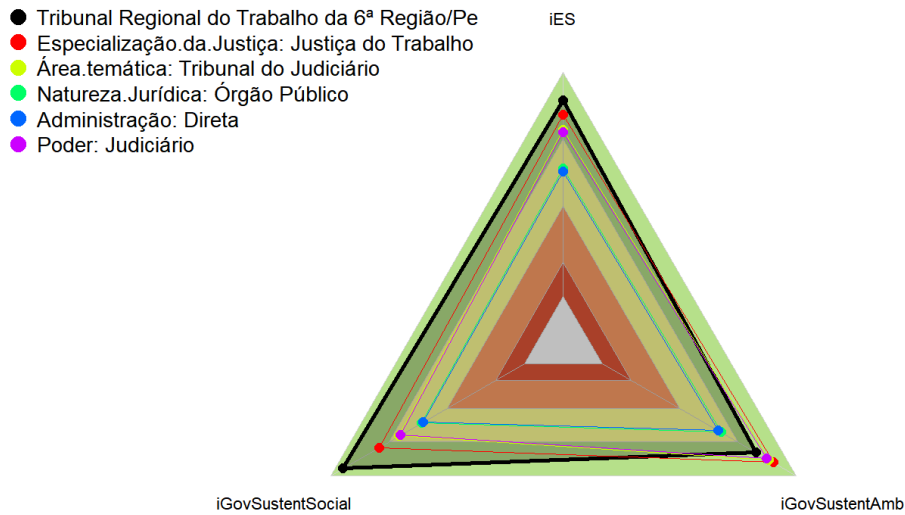 Tribunal Regional do Trabalho da 6ª Região/Pe
Especialização.da.Justiça: Justiça do Trabalho
Área.temática: Tribunal do Judiciário
Natureza.Jurídica: Órgão Público
Administração: Direta
Poder: Judiciário
iES
iGovSustentSocial
iGovSustentAmb